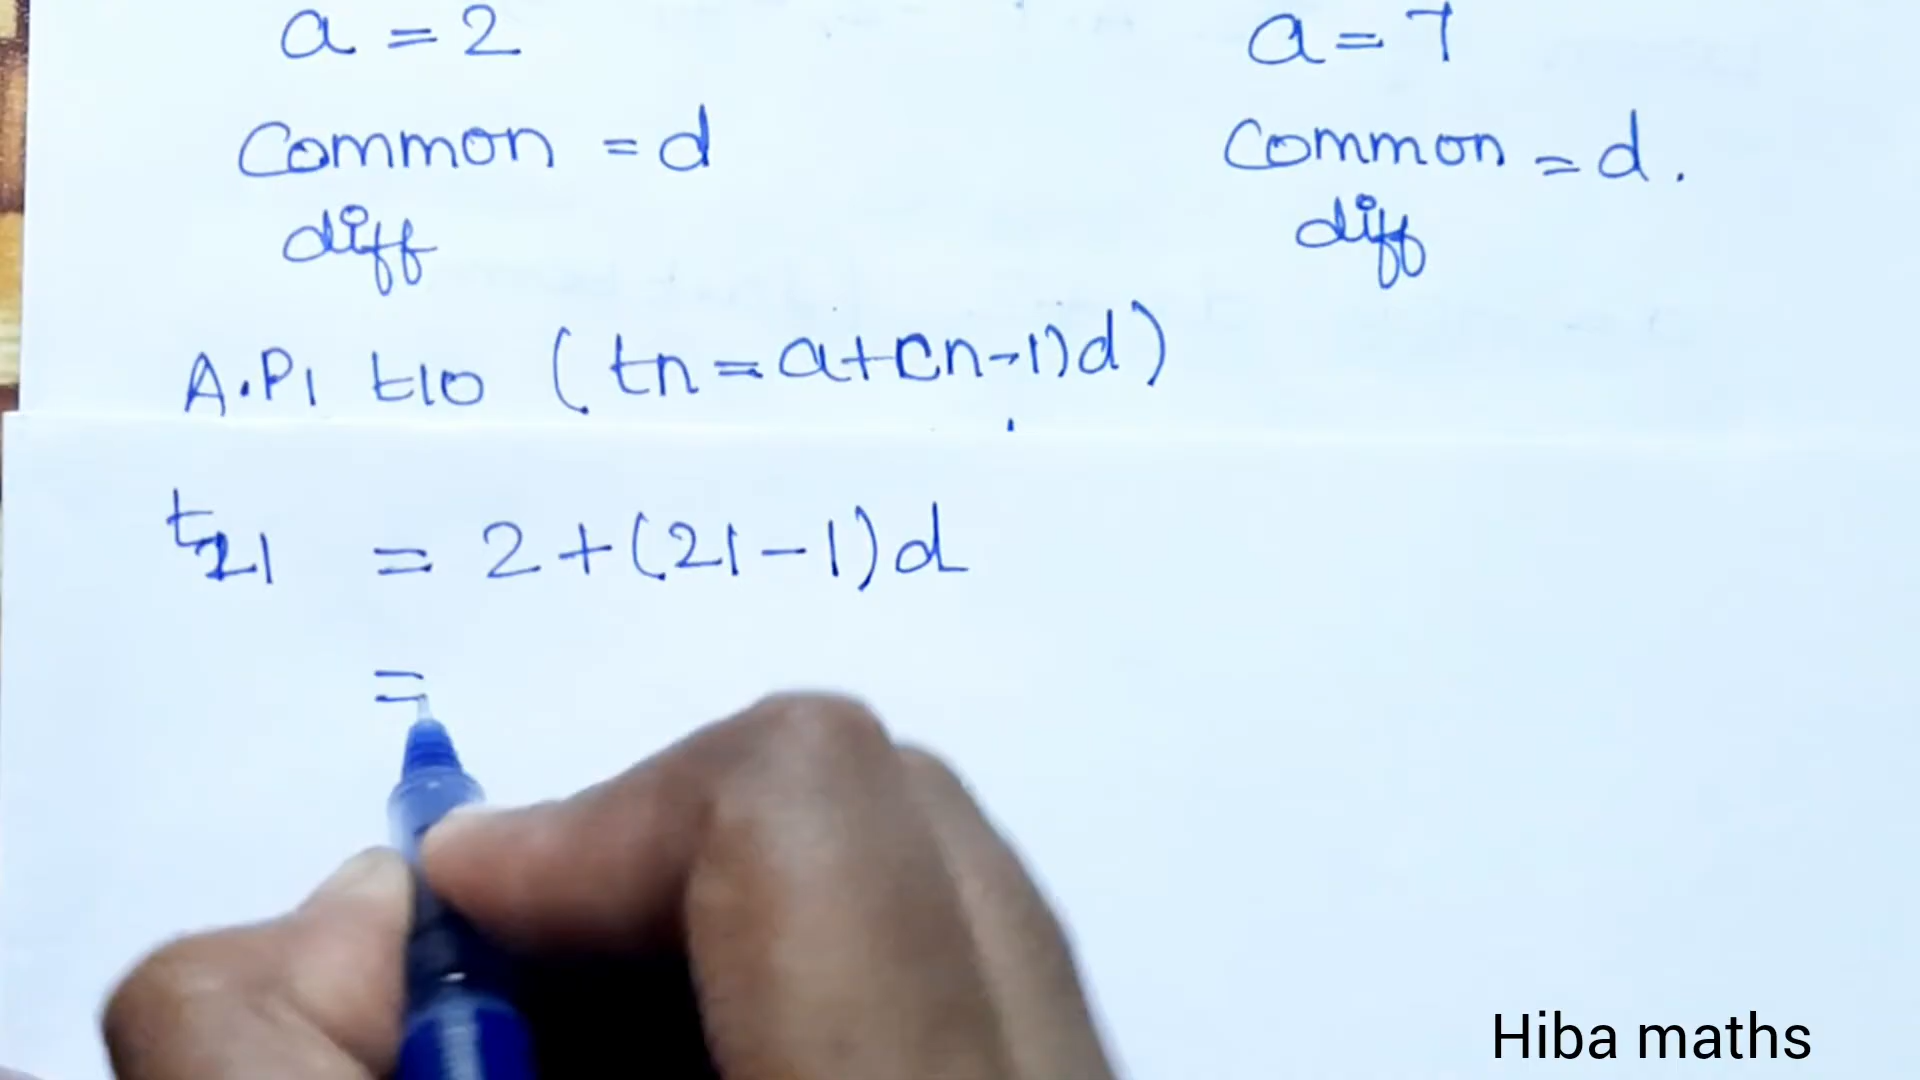 a = 2
a = 7
Common = d
diff
Common = d.
diff
A.P1 t10 (tn = a+(n-1)d)
t21 = 2+(21-1)d
=
Hiba maths